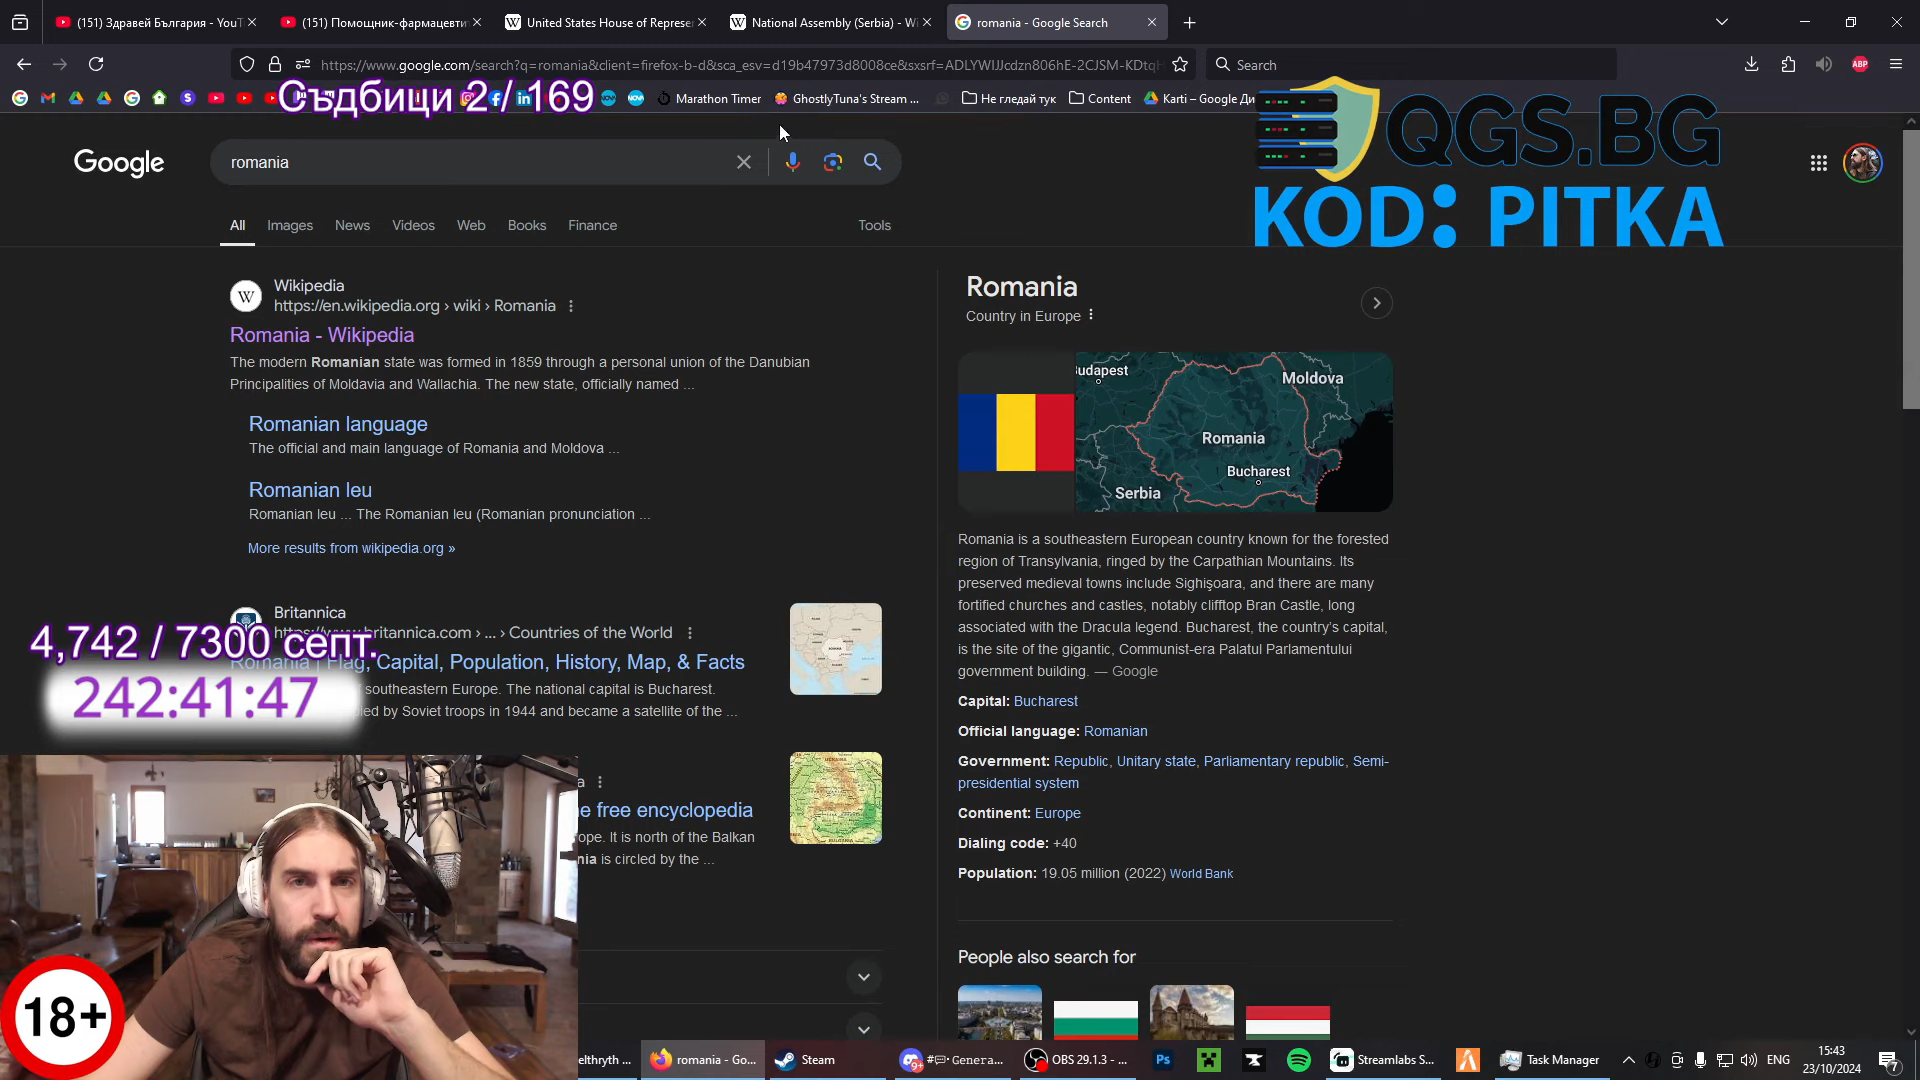 (151) Здравей България - YouT
(151) Помощник-фармацевти
United States House of Represe
National Assembly (Serbia) - Wi
romania - Google Search
https://www.google.com/search?q=romania&client=firefox-b-d&sca_esv=d19b47973d8008ce&sxsrf=ADLYWIJJcdzn806hE-2CJSM-KDtq
Search
ABP
Съдбици 2 / 169
Marathon Timer
GhostlyTuna's Stream ...
Не гледай тук
Content
Karti – Google Ди
QGS.BG
KOD: PITKA
Google
romania
All
Images
News
Videos
Web
Books
Finance
Tools
Wikipedia
https://en.wikipedia.org › wiki › Romania
Romania - Wikipedia
The modern Romanian state was formed in 1859 through a personal union of the Danubian
Principalities of Moldavia and Wallachia. The new state, officially named ...
Romanian language
The official and main language of Romania and Moldova ...
Romanian leu
Romanian leu ... The Romanian leu (Romanian pronunciation ...
More results from wikipedia.org »
Britannica
britannica.com › ... › Countries of the World
Romania | Flag, Capital, Population, History, Map, & Facts
southeastern Europe. The national capital is Bucharest.
by Soviet troops in 1944 and became a satellite of the ...
4,742 / 7300 септ.
242:41:47
free encyclopedia
It is north of the Balkan
is circled by the ...
Romania
Country in Europe
Budapest
Moldova
Romania
Bucharest
Serbia
Romania is a southeastern European country known for the forested
region of Transylvania, ringed by the Carpathian Mountains. Its
preserved medieval towns include Sighişoara, and there are many
fortified churches and castles, notably clifftop Bran Castle, long
associated with the Dracula legend. Bucharest, the country's capital,
is the site of the gigantic, Communist-era Palatul Parlamentului
government building. — Google
Capital: Bucharest
Official language: Romanian
Government: Republic, Unitary state, Parliamentary republic, Semi-
presidential system
Continent: Europe
Dialing code: +40
Population: 19.05 million (2022) World Bank
People also search for
18+
elthryth ...
romania - Go...
Steam
9+
Genera...
OBS 29.1.3 - ...
Ps
Streamlabs S...
Task Manager
ENG
15:43
23/10/2024
7